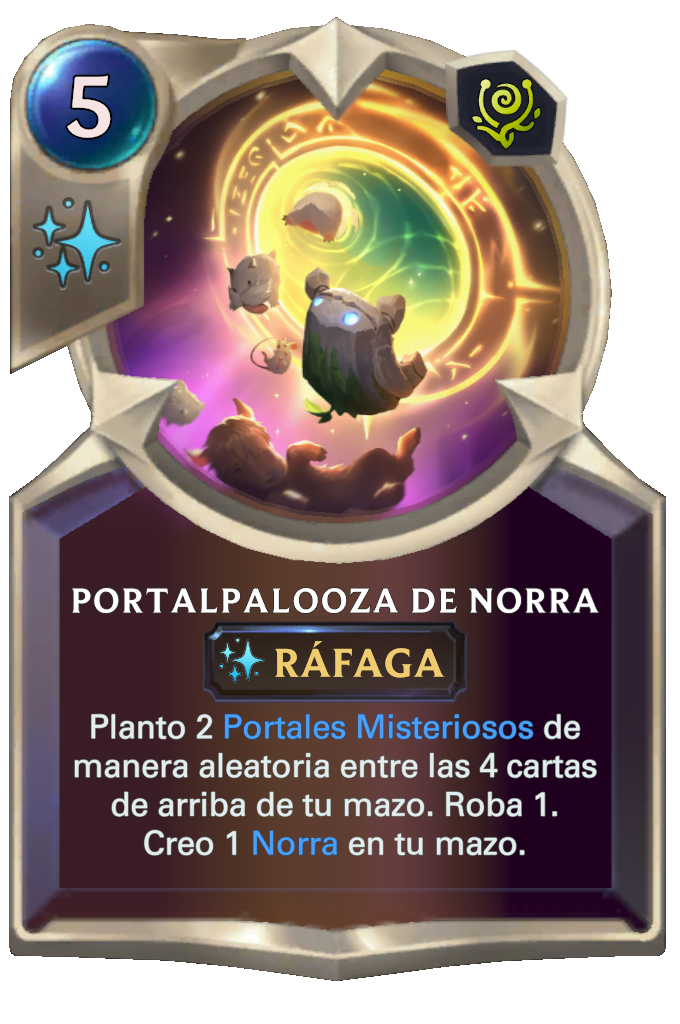 5
PORTALPALOOZA DE NORRA
RÁFAGA
Planto 2 Portales Misteriosos de
manera aleatoria entre las 4 cartas
de arriba de tu mazo. Roba 1.
Creo 1 Norra en tu mazo.